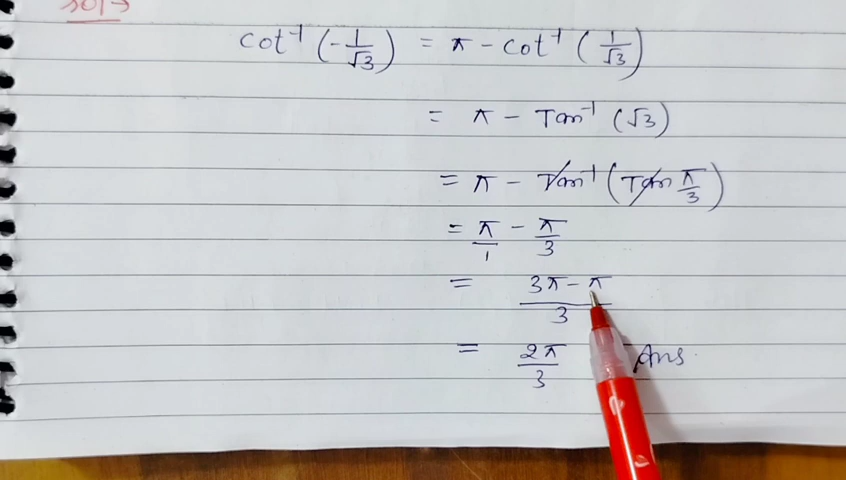 Sol→
cot⁻¹ (-1/√3) = π - cot⁻¹ (1/√3)
= π - Tan⁻¹ (√3)
= π - Tan⁻¹ (Tan π/3)
= π/1 - π/3
= 3π-π/3
= 2π/3 Ans.